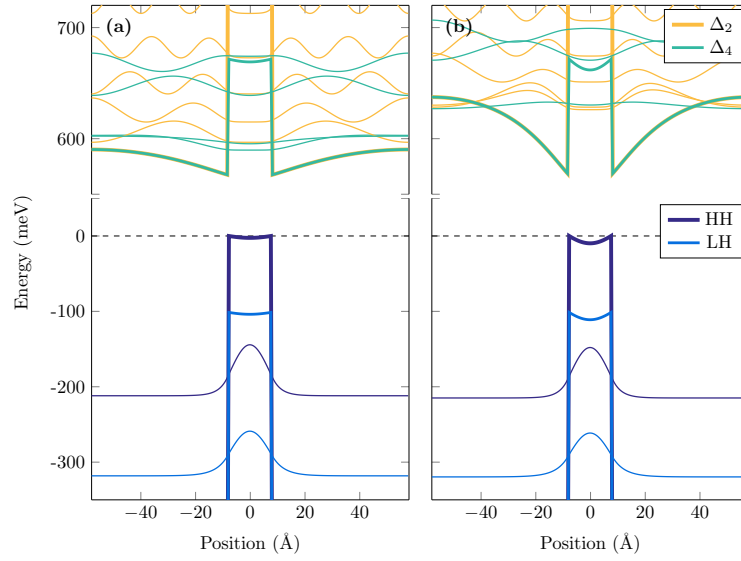 (a)
(b)
Δ2
Δ4
700
600
HH
LH
0
-100
-200
-300
Energy (meV)
−40
−20
0
20
40
−40
−20
0
20
40
Position (Å)
Position (Å)